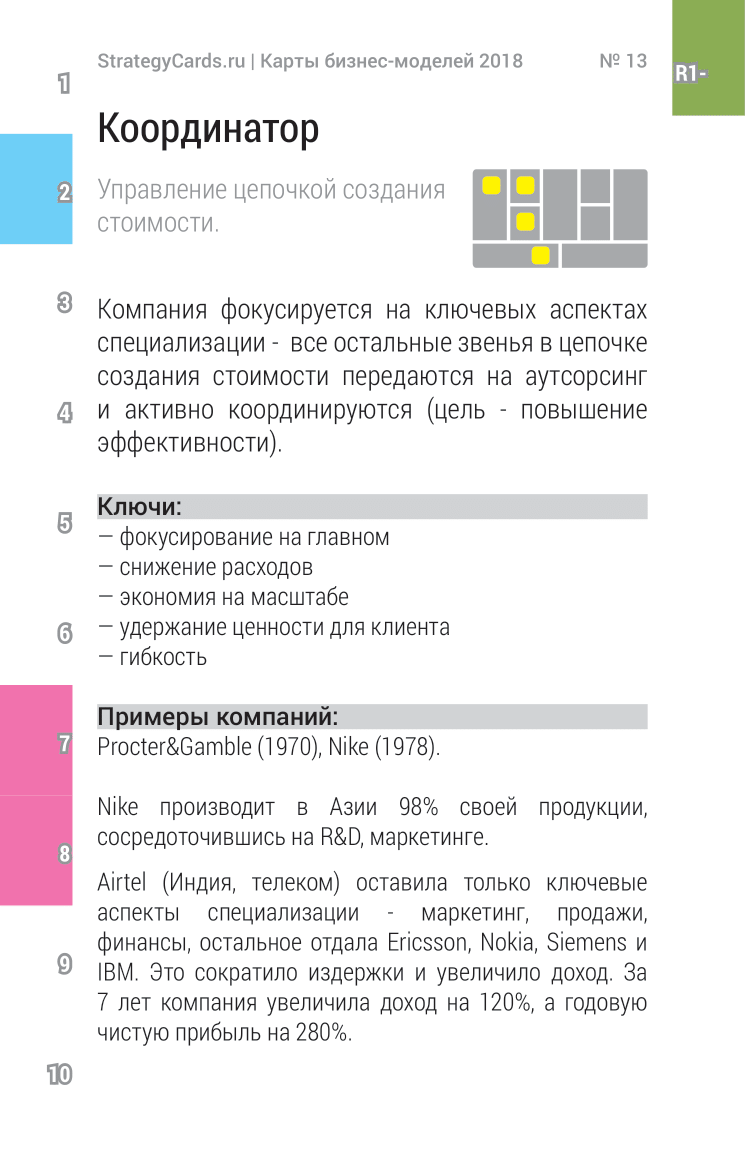 StrategyCards.ru | Карты бизнес-моделей 2018 № 13
R1-
1
Координатор
2
Управление цепочкой создания
стоимости.
3
Компания фокусируется на ключевых аспектах
специализации - все остальные звенья в цепочке
создания стоимости передаются на аутсорсинг
4
и активно координируются (цель - повышение
эффективности).
Ключи:
5
— фокусирование на главном
— снижение расходов
— экономия на масштабе
6
— удержание ценности для клиента
— гибкость
Примеры компаний:
7
Procter&Gamble (1970), Nike (1978).
Nike производит в Азии 98% своей продукции,
сосредоточившись на R&D, маркетинге.
8
Airtel (Индия, телеком) оставила только ключевые
аспекты специализации - маркетинг, продажи,
финансы, остальное отдала Ericsson, Nokia, Siemens и
9
IBM. Это сократило издержки и увеличило доход. За
7 лет компания увеличила доход на 120%, а годовую
чистую прибыль на 280%.
10